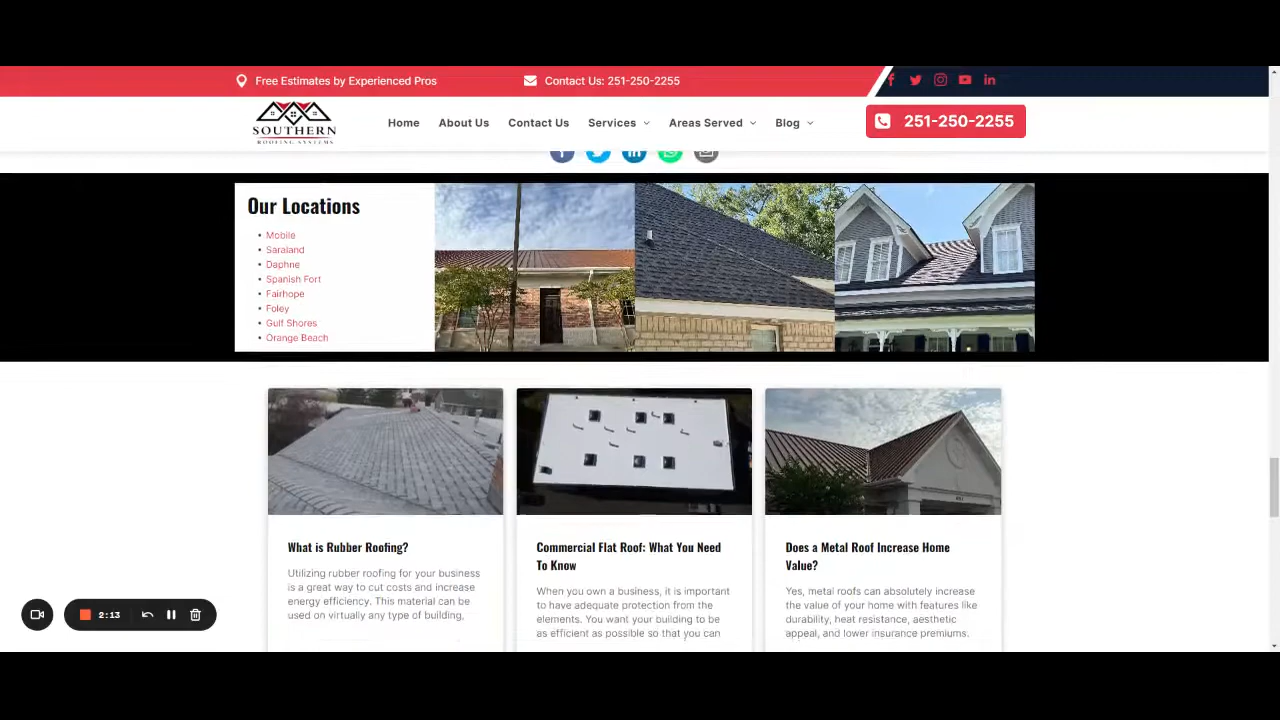 Free Estimates by Experienced Pros
Contact Us: 251-250-2255
SOUTHERN
ROOFING SYSTEMS
Home
About Us
Contact Us
Services
Areas Served
Blog
251-250-2255
Our Locations
• Mobile
• Saraland
• Daphne
• Spanish Fort
• Fairhope
• Foley
• Gulf Shores
• Orange Beach
What is Rubber Roofing?
Utilizing rubber roofing for your business
is a great way to cut costs and increase
energy efficiency. This material can be
used on virtually any type of building,
Commercial Flat Roof: What You Need
To Know
When you own a business, it is important
to have adequate protection from the
elements. You want your building to be
as efficient as possible so that you can
Does a Metal Roof Increase Home
Value?
Yes, metal roofs can absolutely increase
the value of your home with features like
durability, heat resistance, aesthetic
appeal, and lower insurance premiums.
2:13